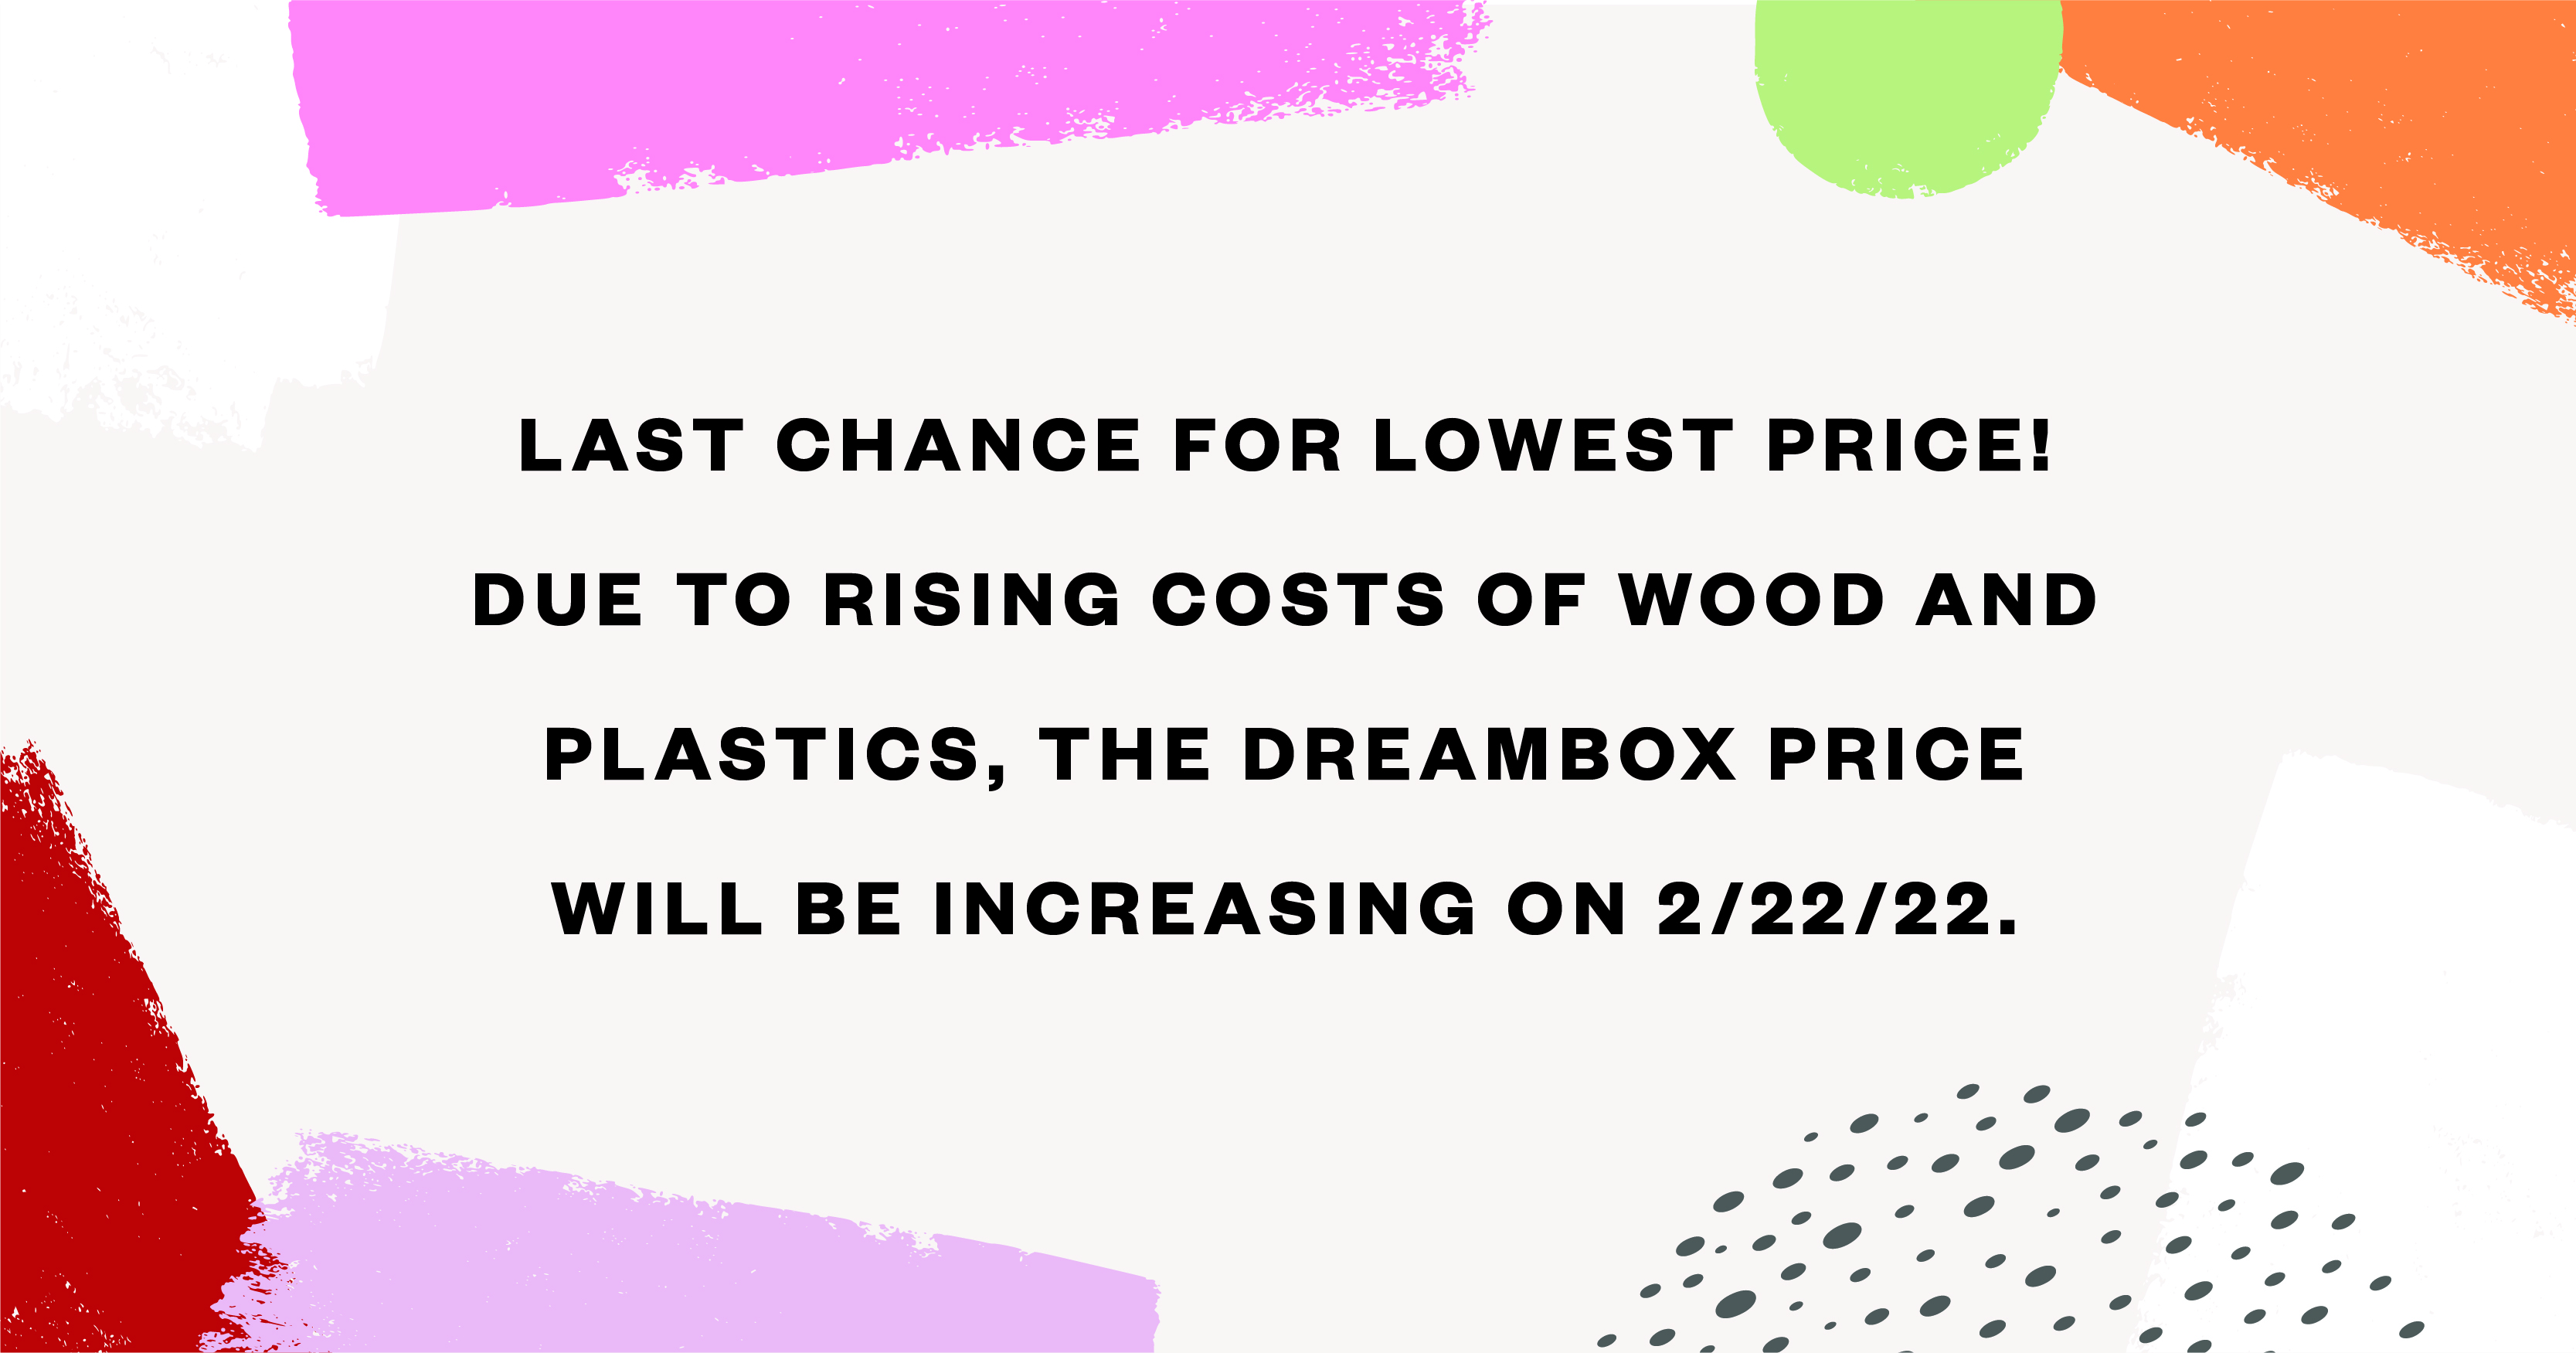 LAST CHANCE FOR LOWEST PRICE!
DUE TO RISING COSTS OF WOOD AND
PLASTICS, THE DREAMBOX PRICE
WILL BE INCREASING ON 2/22/22.